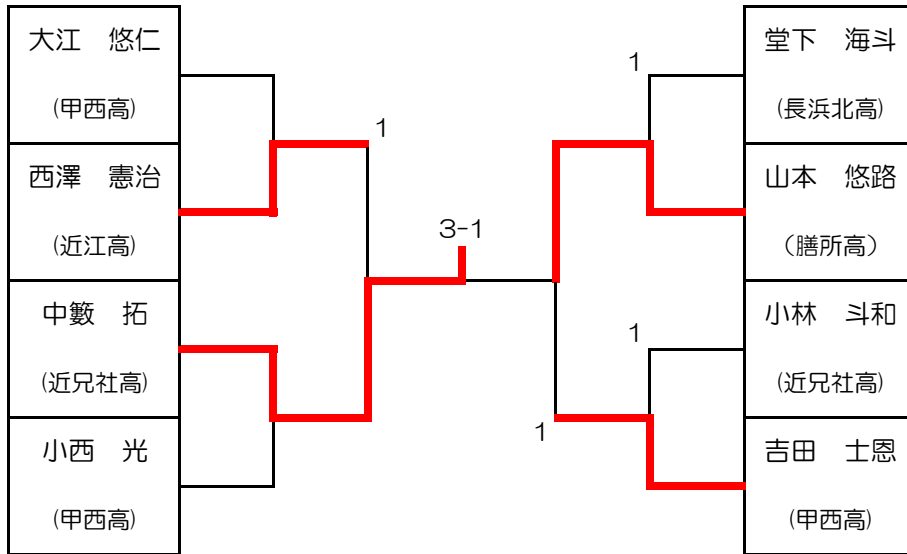 大江　悠仁
(甲西高)
西澤　憲治
(近江高)
中籔　拓
(近兄社高)
小西　光
(甲西高)
1
3-1
1
1
1
堂下　海斗
(長浜北高)
山本　悠路
（膳所高）
小林　斗和
(近兄社高)
吉田　士恩
(甲西高)